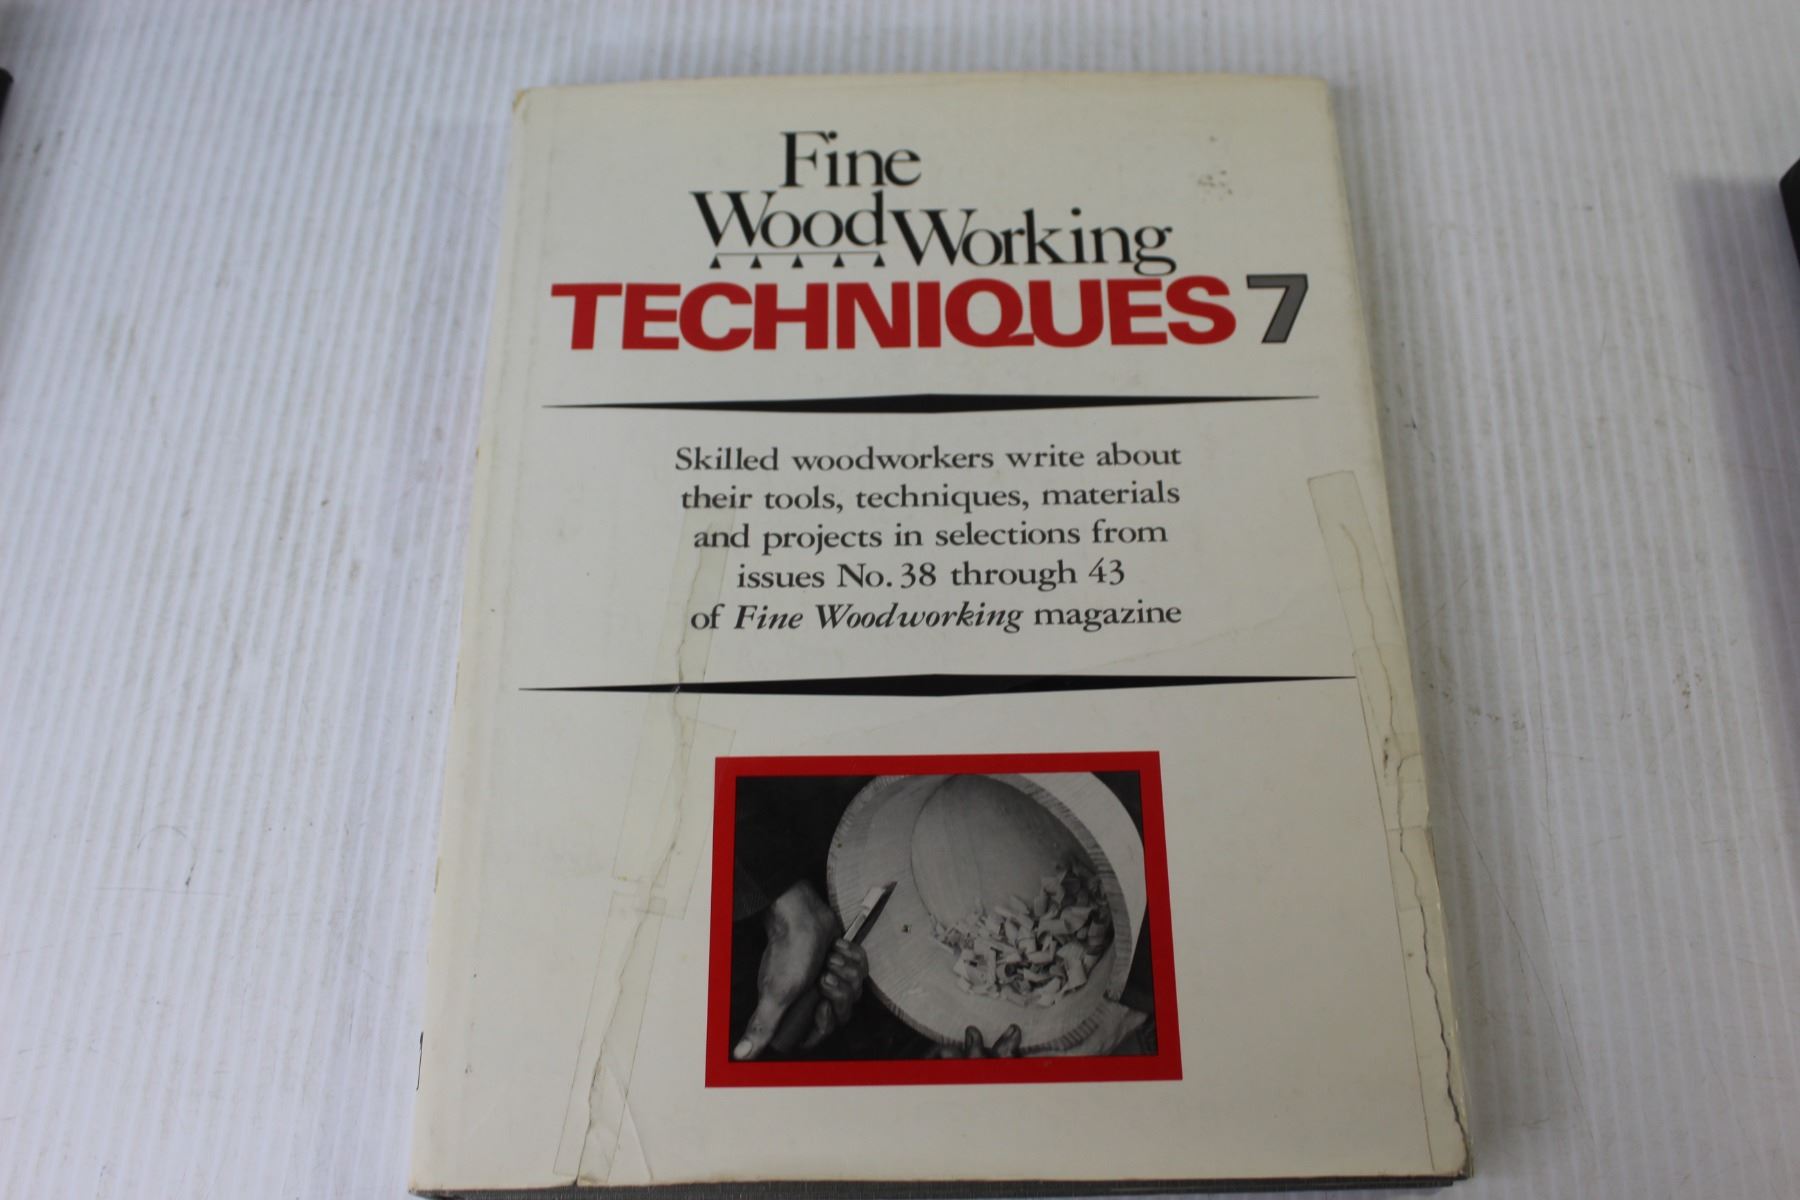 Fine
WoodWorking
TECHNIQUES 7
Skilled woodworkers write about
their tools, techniques, materials
and projects in selections from
issues No. 38 through 43
of Fine Woodworking magazine